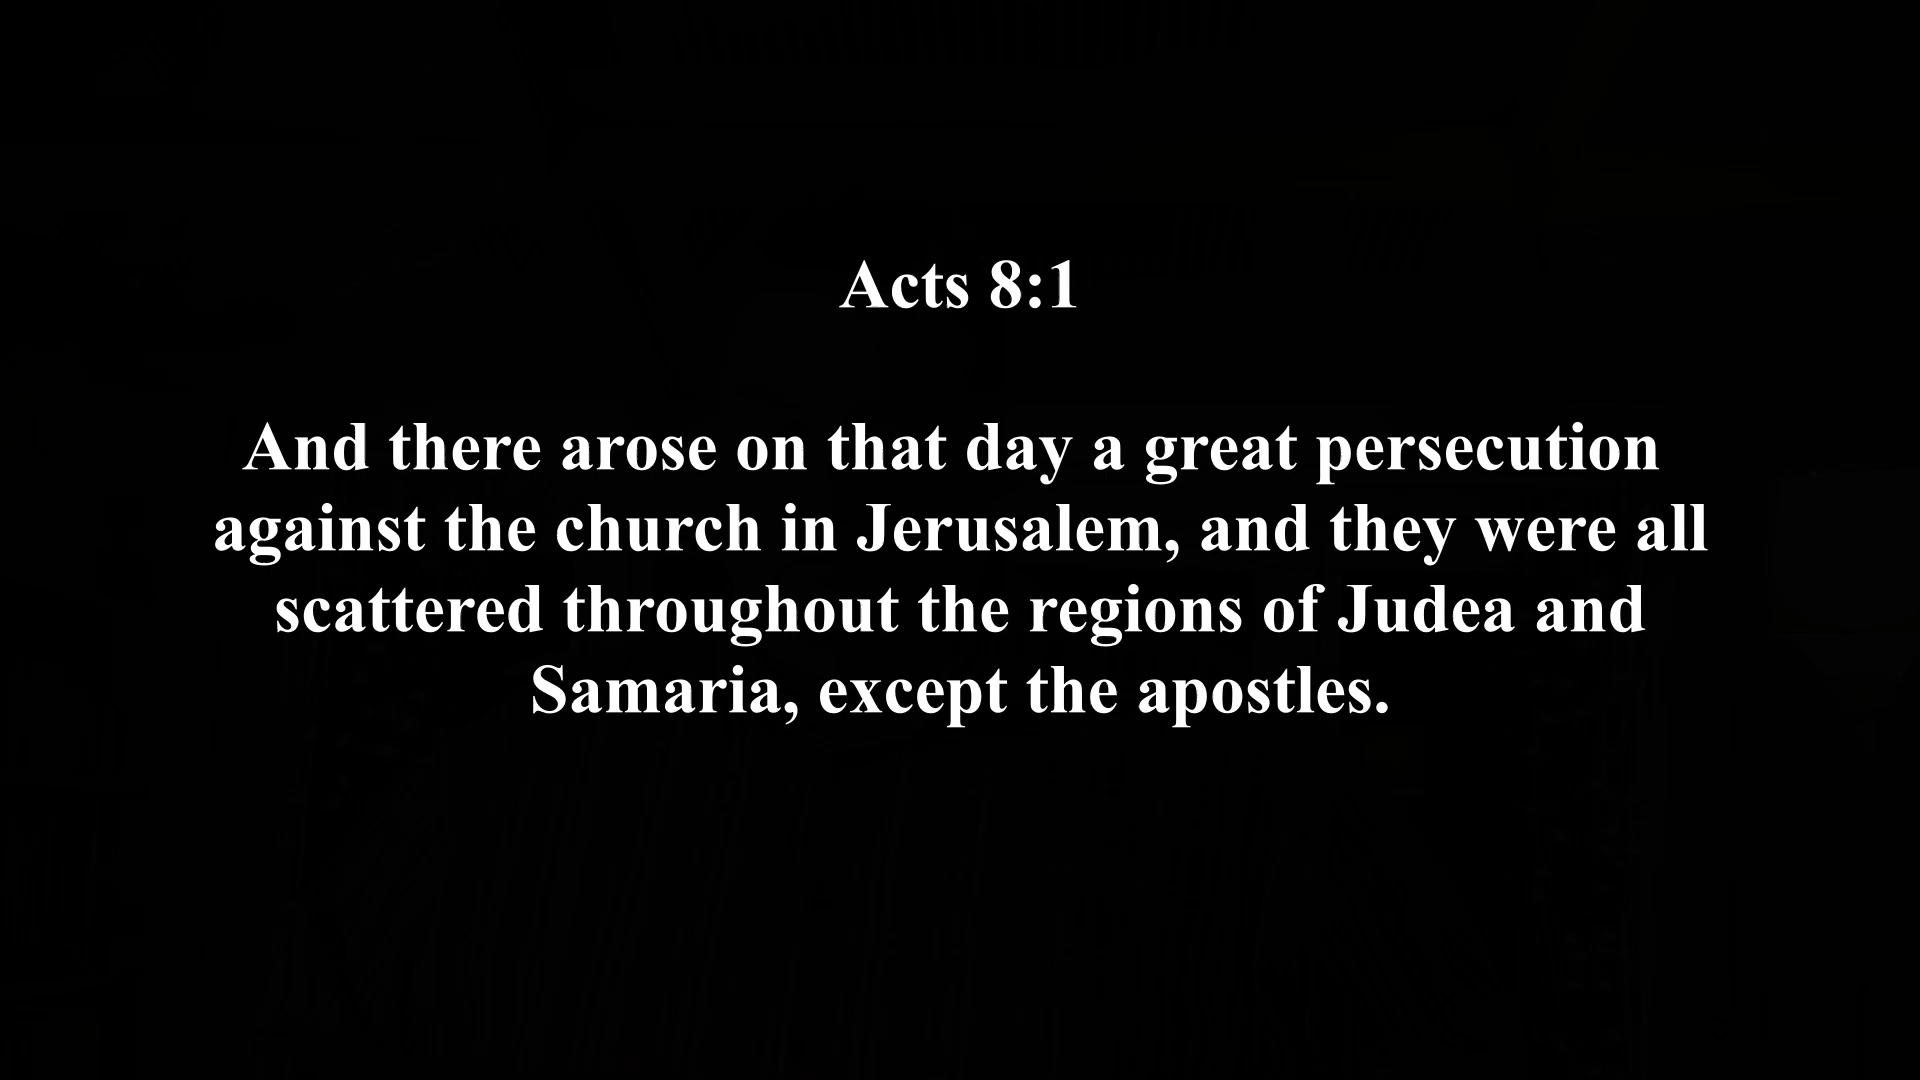 Acts 8:1
And there arose on that day a great persecution
against the church in Jerusalem, and they were all
scattered throughout the regions of Judea and
Samaria, except the apostles.